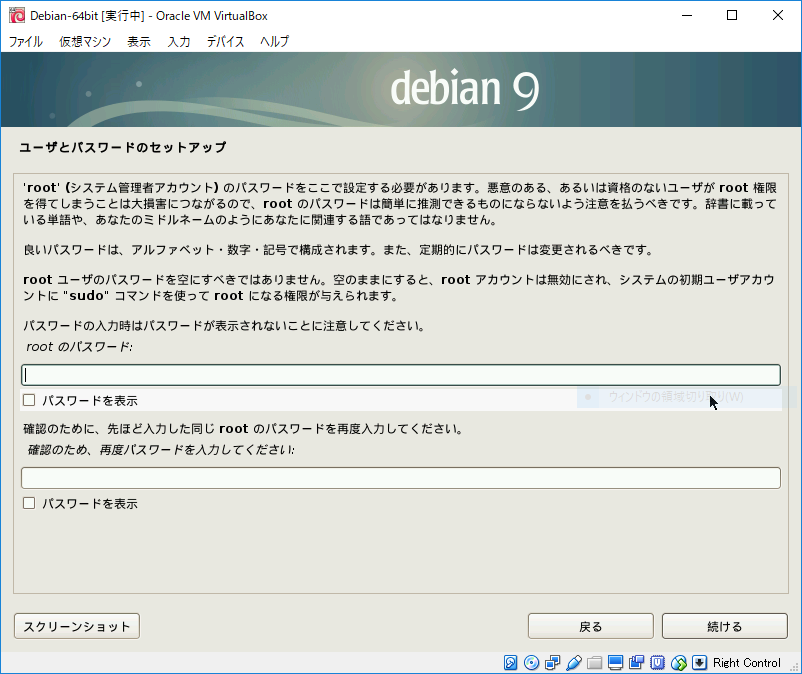 Debian-64bit [実行中] - Oracle VM VirtualBox
ファイル 仮想マシン 表示 入力 デバイス ヘルプ
debian 9
ユーザとパスワードのセットアップ
'root' (システム管理者アカウント) のパスワードをここで設定する必要があります。悪意のある、あるいは資格のないユーザが root 権限
を得てしまうことは大損害につながるので、root のパスワードは簡単に推測できるものにならないよう注意を払うべきです。辞書に載って
いる単語や、あなたのミドルネームのようにあなたに関連する語であってはなりません。
良いパスワードは、アルファベット・数字・記号で構成されます。また、定期的にパスワードは変更されるべきです。
root ユーザのパスワードを空にすべきではありません。空のままにすると、root アカウントは無効にされ、システムの初期ユーザアカウ
ントに "sudo" コマンドを使って root になる権限が与えられます。
パスワードの入力時はパスワードが表示されないことに注意してください。
root のパスワード:
パスワードを表示
ウィンドウの領域切り取り(W)
確認のために、先ほど入力した同じ root のパスワードを再度入力してください。
確認のため、再度パスワードを入力してください:
パスワードを表示
スクリーンショット 戻る 続ける
Right Control